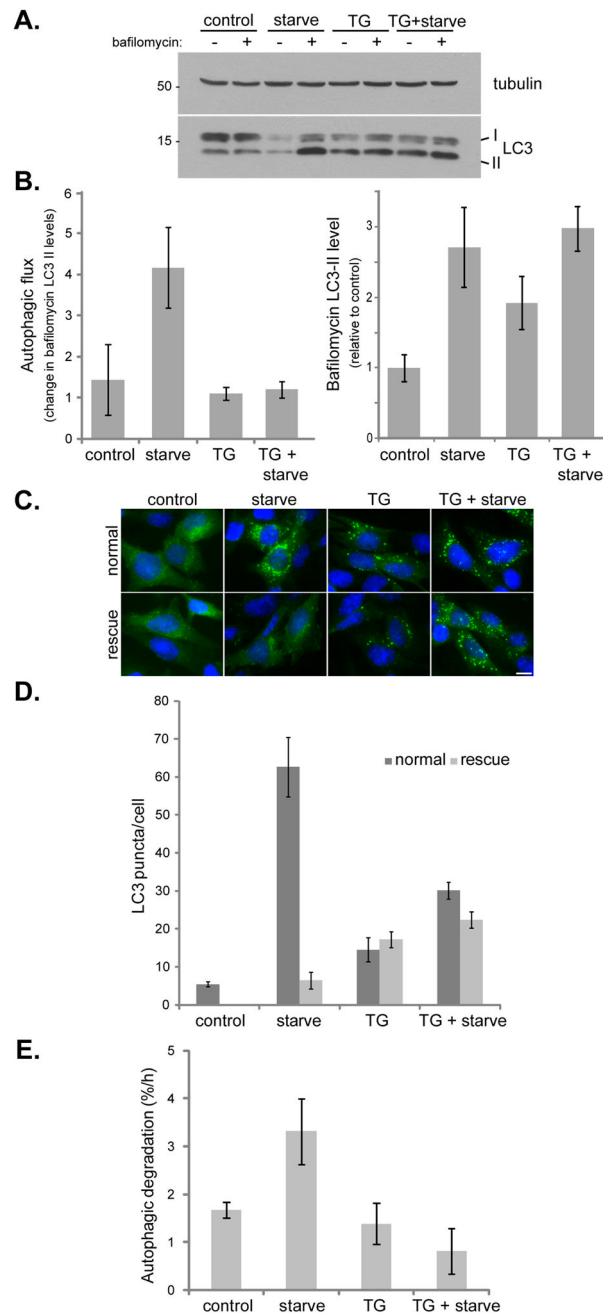 A.
control starve TG TG+starve
bafilomycin: - + - + - + - +
50 - tubulin
15 - I
LC3
II
B.
Autophagic flux
(change in bafilomycin LC3 II levels)
6
5
4
3
2
1
0
control starve TG TG +
starve
Bafilomycin LC3-II level
(relative to control)
3
2
1
0
control starve TG TG +
starve
C.
control starve TG TG + starve
normal
rescue
D.
LC3 puncta/cell
80
70
60
50
40
30
20
10
0
normal rescue
control starve TG TG + starve
E.
Autophagic degradation (%/h)
5
4
3
2
1
0
control starve TG TG + starve